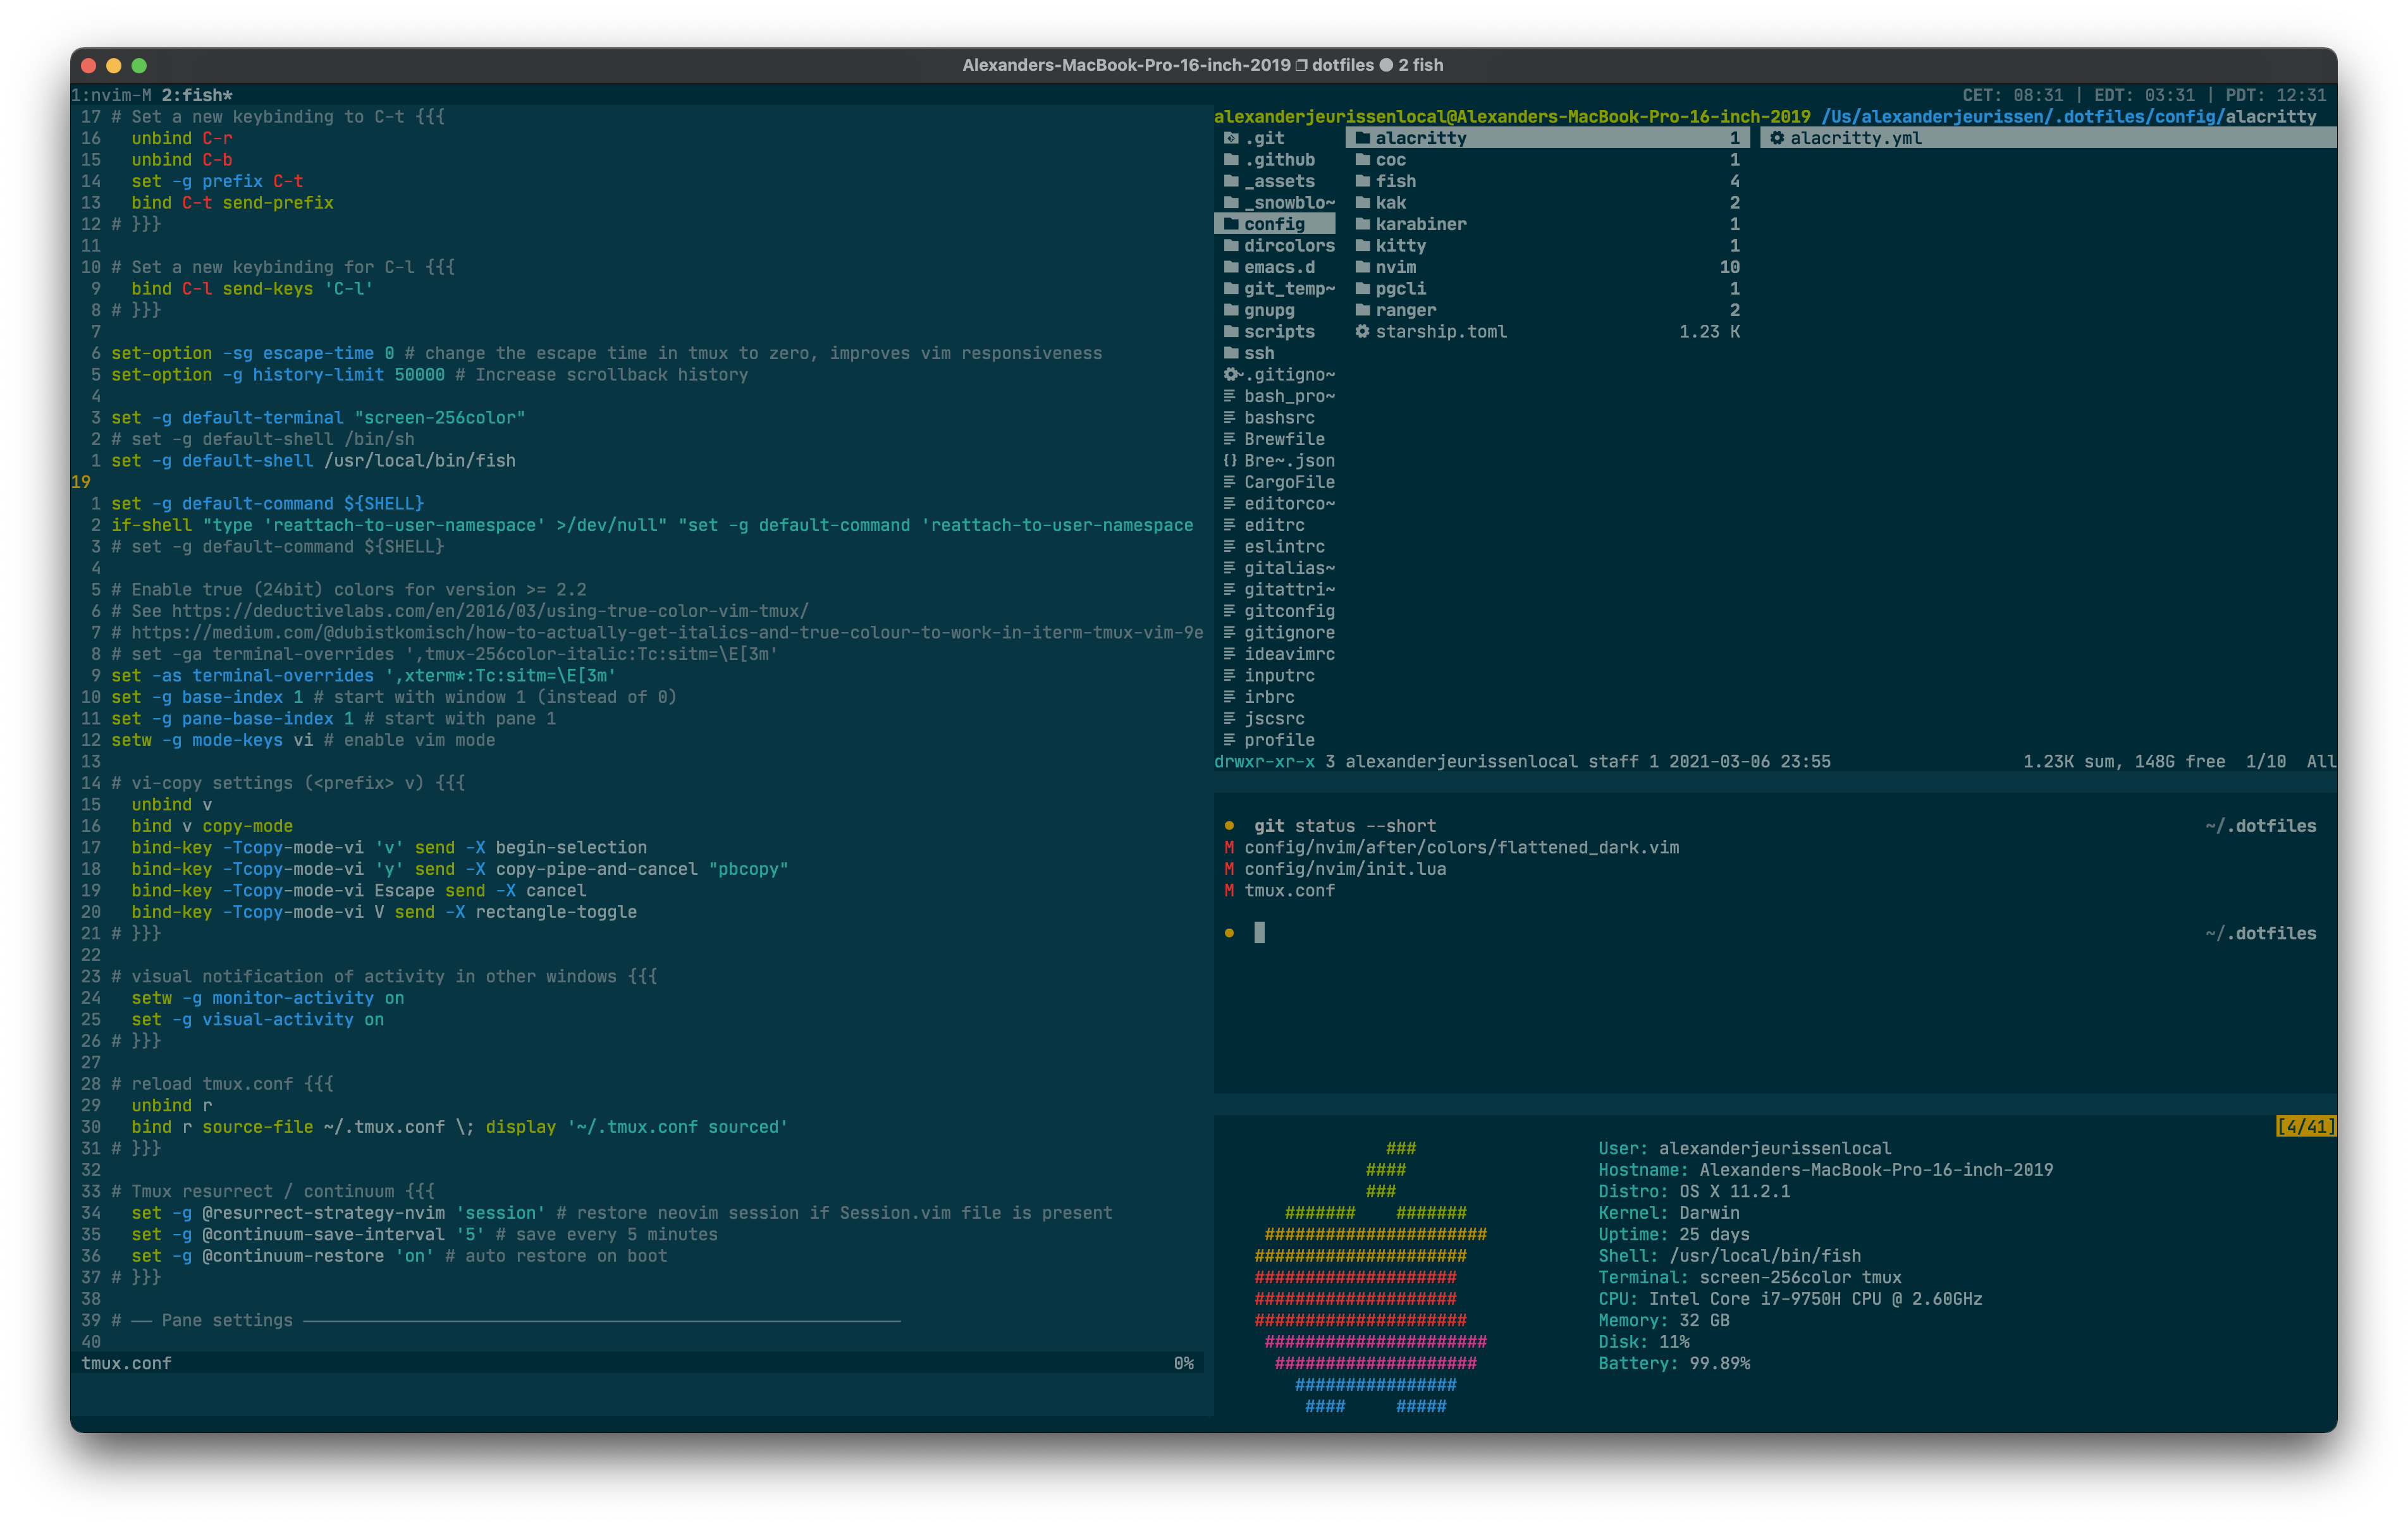 Alexanders-MacBook-Pro-16-inch-2019 dotfiles 2 fish
1:nvim-M 2:fish* CET: 08:31 | EDT: 03:31 | PDT: 12:31
17 # Set a new keybinding to C-t {{{
16 unbind C-r
15 unbind C-b
14 set -g prefix C-t
13 bind C-t send-prefix
12 # }}}
11
10 # Set a new keybinding for C-l {{{
9 bind C-l send-keys 'C-l'
8 # }}}
7
6 set-option -sg escape-time 0 # change the escape time in tmux to zero, improves vim responsiveness
5 set-option -g history-limit 50000 # Increase scrollback history
4
3 set -g default-terminal "screen-256color"
2 # set -g default-shell /bin/sh
1 set -g default-shell /usr/local/bin/fish
19
1 set -g default-command ${SHELL}
2 if-shell "type 'reattach-to-user-namespace' >/dev/null" "set -g default-command 'reattach-to-user-namespace
3 # set -g default-command ${SHELL}
4
5 # Enable true (24bit) colors for version >= 2.2
6 # See https://deductivelabs.com/en/2016/03/using-true-color-vim-tmux/
7 # https://medium.com/@dubistkomisch/how-to-actually-get-italics-and-true-colour-to-work-in-iterm-tmux-vim-9e
8 # set -ga terminal-overrides ',tmux-256color-italic:Tc:sitm=\E[3m'
9 set -as terminal-overrides ',xterm*:Tc:sitm=\E[3m'
10 set -g base-index 1 # start with window 1 (instead of 0)
11 set -g pane-base-index 1 # start with pane 1
12 setw -g mode-keys vi # enable vim mode
13
14 # vi-copy settings (<prefix> v) {{{
15 unbind v
16 bind v copy-mode
17 bind-key -Tcopy-mode-vi 'v' send -X begin-selection
18 bind-key -Tcopy-mode-vi 'y' send -X copy-pipe-and-cancel "pbcopy"
19 bind-key -Tcopy-mode-vi Escape send -X cancel
20 bind-key -Tcopy-mode-vi V send -X rectangle-toggle
21 # }}}
22
23 # visual notification of activity in other windows {{{
24 setw -g monitor-activity on
25 set -g visual-activity on
26 # }}}
27
28 # reload tmux.conf {{{
29 unbind r
30 bind r source-file ~/.tmux.conf \; display '~/.tmux.conf sourced'
31 # }}}
32
33 # Tmux resurrect / continuum {{{
34 set -g @resurrect-strategy-nvim 'session' # restore neovim session if Session.vim file is present
35 set -g @continuum-save-interval '5' # save every 5 minutes
36 set -g @continuum-restore 'on' # auto restore on boot
37 # }}}
38
39 # —— Pane settings ———————————————————————————————————————————————————————————
40
tmux.conf 0%
alexanderjeurissenlocal@Alexanders-MacBook-Pro-16-inch-2019 /Us/alexanderjeurissen/.dotfiles/config/alacritty
.git alacritty 1 alacritty.yml
.github coc 1
_assets fish 4
_snowblo~ kak 2
config karabiner 1
dircolors kitty 1
emacs.d nvim 10
git_temp~ pgcli 1
gnupg ranger 2
scripts starship.toml 1.23 K
ssh
~.gitigno~
bash_pro~
bashsrc
Brewfile
{} Bre~.json
CargoFile
editorco~
editrc
eslintrc
gitalias~
gitattri~
gitconfig
gitignore
ideavimrc
inputrc
irbrc
jscsrc
profile
drwxr-xr-x 3 alexanderjeurissenlocal staff 1 2021-03-06 23:55 1.23K sum, 148G free 1/10 All
● git status --short ~/.dotfiles
M config/nvim/after/colors/flattened_dark.vim
M config/nvim/init.lua
M tmux.conf
● ~/.dotfiles
[4/41]
### User: alexanderjeurissenlocal
#### Hostname: Alexanders-MacBook-Pro-16-inch-2019
### Distro: OS X 11.2.1
####### ####### Kernel: Darwin
###################### Uptime: 25 days
##################### Shell: /usr/local/bin/fish
#################### Terminal: screen-256color tmux
#################### CPU: Intel Core i7-9750H CPU @ 2.60GHz
##################### Memory: 32 GB
###################### Disk: 11%
#################### Battery: 99.89%
################
#### #####